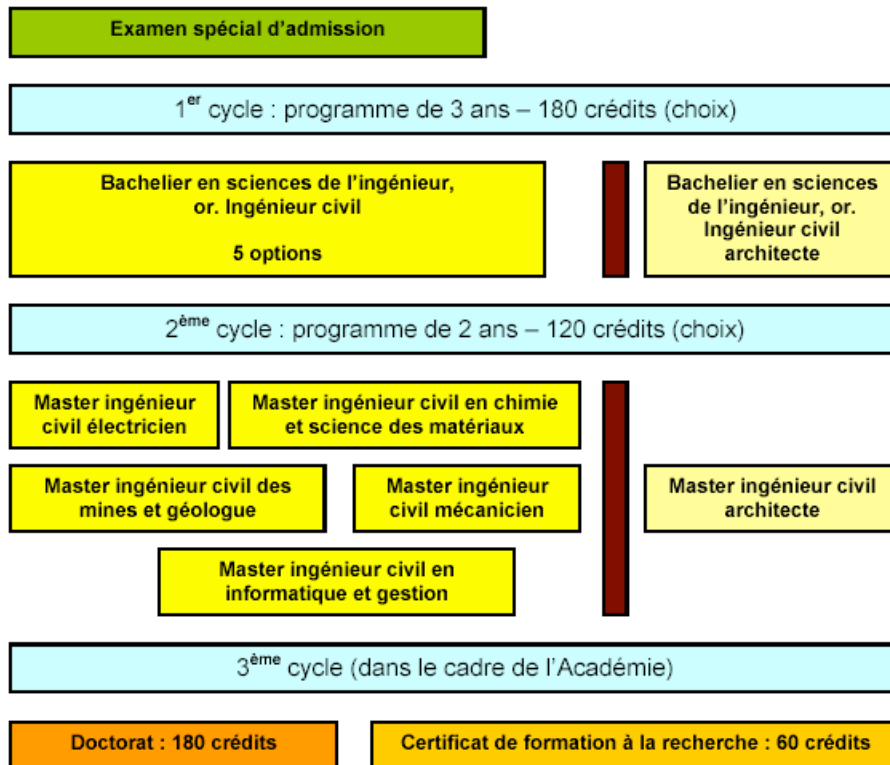 Examen spécial d'admission
1er cycle : programme de 3 ans – 180 crédits (choix)
Bachelier en sciences de l'ingénieur,
or. Ingénieur civil
5 options
Bachelier en sciences
de l'ingénieur, or.
Ingénieur civil
architecte
2ème cycle : programme de 2 ans – 120 crédits (choix)
Master ingénieur
civil électricien
Master ingénieur civil en chimie
et science des matériaux
Master ingénieur civil des
mines et géologue
Master ingénieur
civil mécanicien
Master ingénieur civil
architecte
Master ingénieur civil en
informatique et gestion
3ème cycle (dans le cadre de l'Académie)
Doctorat : 180 crédits
Certificat de formation à la recherche : 60 crédits